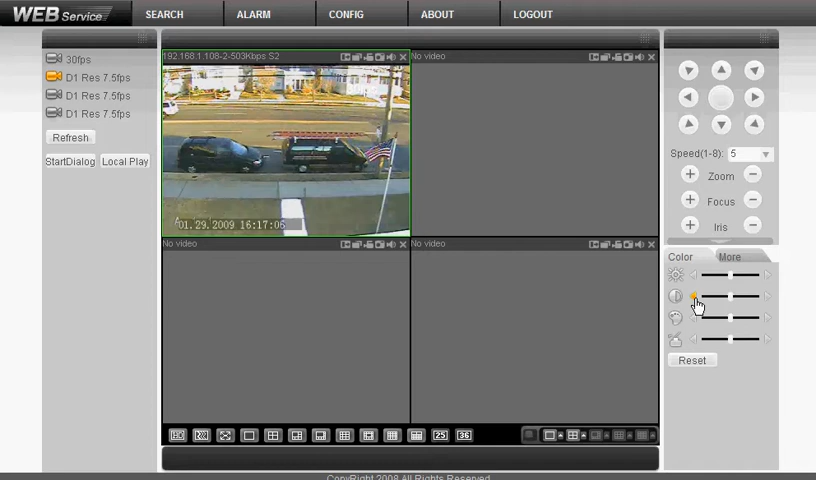 WEB Service
SEARCH
ALARM
CONFIG
ABOUT
LOGOUT
30fps
D1 Res 7.5fps
D1 Res 7.5fps
D1 Res 7.5fps
Refresh
StartDialog
Local Play
192.168.1.108-2-503Kbps S2
No video
01.29.2009 16:17:06
No video
No video
25
36
Speed(1-8): 5
Zoom
Focus
Iris
Color
More
Reset
CopyRight 2008 All Rights Reserved